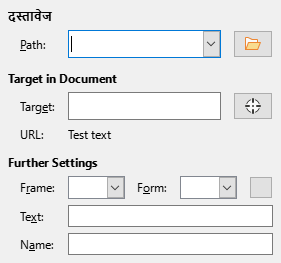 दस्तावेज
Path:
Target in Document
Target:
URL: Test text
Further Settings
Frame: Form:
Text:
Name: